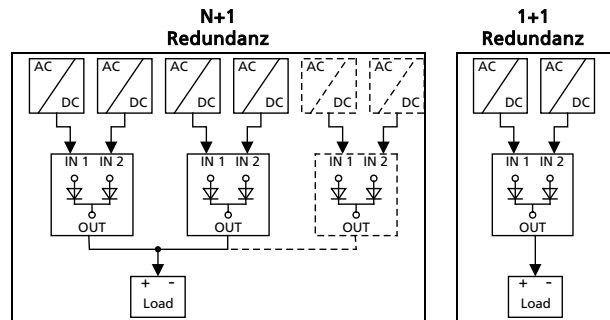 N+1
Redundanz
1+1
Redundanz
AC DC AC DC AC DC AC DC AC DC AC DC
AC DC AC DC
IN 1 IN 2 IN 1 IN 2 IN 1 IN 2
IN 1 IN 2
OUT OUT OUT
OUT
+ -
Load
+ -
Load